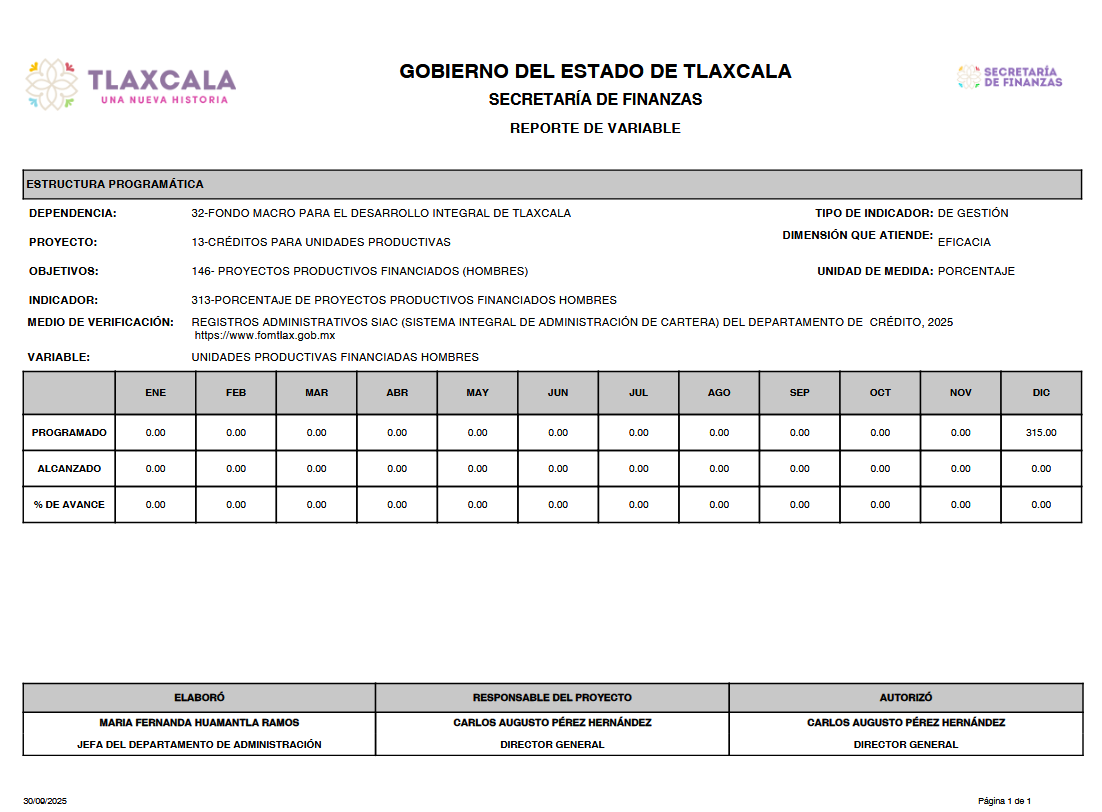 TLAXCALA
UNA NUEVA HISTORIA
GOBIERNO DEL ESTADO DE TLAXCALA
SECRETARÍA DE FINANZAS
REPORTE DE VARIABLE
SECRETARÍA
DE FINANZAS
ESTRUCTURA PROGRAMÁTICA
DEPENDENCIA: 32-FONDO MACRO PARA EL DESARROLLO INTEGRAL DE TLAXCALA TIPO DE INDICADOR: DE GESTIÓN
PROYECTO: 13-CRÉDITOS PARA UNIDADES PRODUCTIVAS DIMENSIÓN QUE ATIENDE: EFICACIA
OBJETIVOS: 146- PROYECTOS PRODUCTIVOS FINANCIADOS (HOMBRES) UNIDAD DE MEDIDA: PORCENTAJE
INDICADOR: 313-PORCENTAJE DE PROYECTOS PRODUCTIVOS FINANCIADOS HOMBRES
MEDIO DE VERIFICACIÓN: REGISTROS ADMINISTRATIVOS SIAC (SISTEMA INTEGRAL DE ADMINISTRACIÓN DE CARTERA) DEL DEPARTAMENTO DE CRÉDITO, 2025
https://www.fomtlax.gob.mx
VARIABLE: UNIDADES PRODUCTIVAS FINANCIADAS HOMBRES
ENE FEB MAR ABR MAY JUN JUL AGO SEP OCT NOV DIC
PROGRAMADO 0.00 0.00 0.00 0.00 0.00 0.00 0.00 0.00 0.00 0.00 0.00 315.00
ALCANZADO 0.00 0.00 0.00 0.00 0.00 0.00 0.00 0.00 0.00 0.00 0.00 0.00
% DE AVANCE 0.00 0.00 0.00 0.00 0.00 0.00 0.00 0.00 0.00 0.00 0.00 0.00
ELABORÓ RESPONSABLE DEL PROYECTO AUTORIZÓ
MARIA FERNANDA HUAMANTLA RAMOS CARLOS AUGUSTO PÉREZ HERNÁNDEZ CARLOS AUGUSTO PÉREZ HERNÁNDEZ
JEFA DEL DEPARTAMENTO DE ADMINISTRACIÓN DIRECTOR GENERAL DIRECTOR GENERAL
30/09/2025 Página 1 de 1